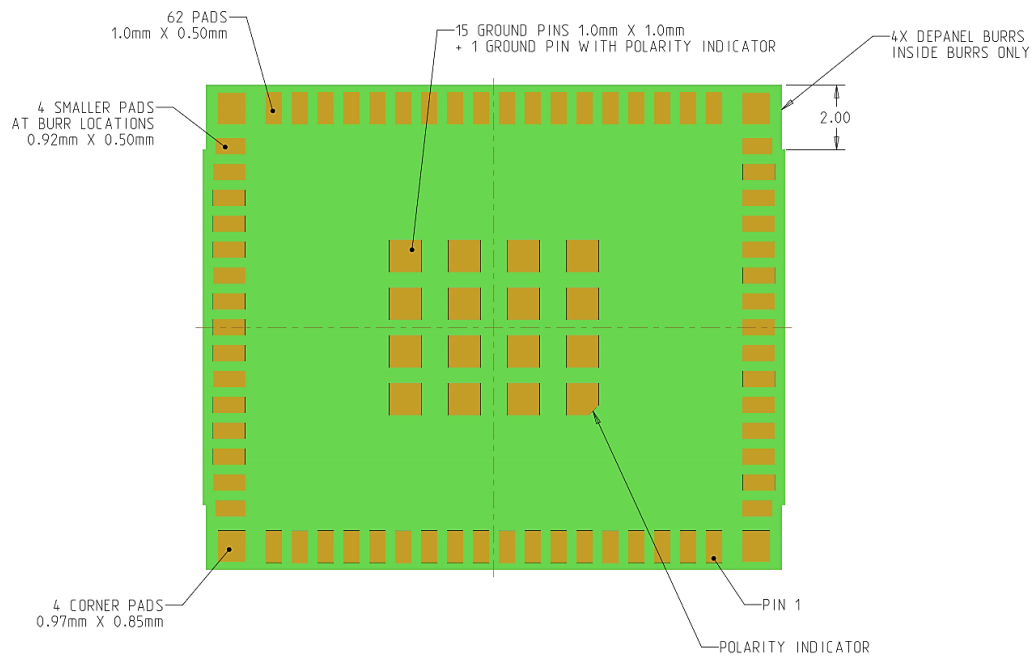 62 PADS
1.0mm X 0.50mm
15 GROUND PINS 1.0mm X 1.0mm
+ 1 GROUND PIN WITH POLARITY INDICATOR
4X DEPANEL BURRS
INSIDE BURRS ONLY
4 SMALLER PADS
AT BURR LOCATIONS
0.92mm X 0.50mm
2.00
4 CORNER PADS
0.97mm X 0.85mm
PIN 1
POLARITY INDICATOR